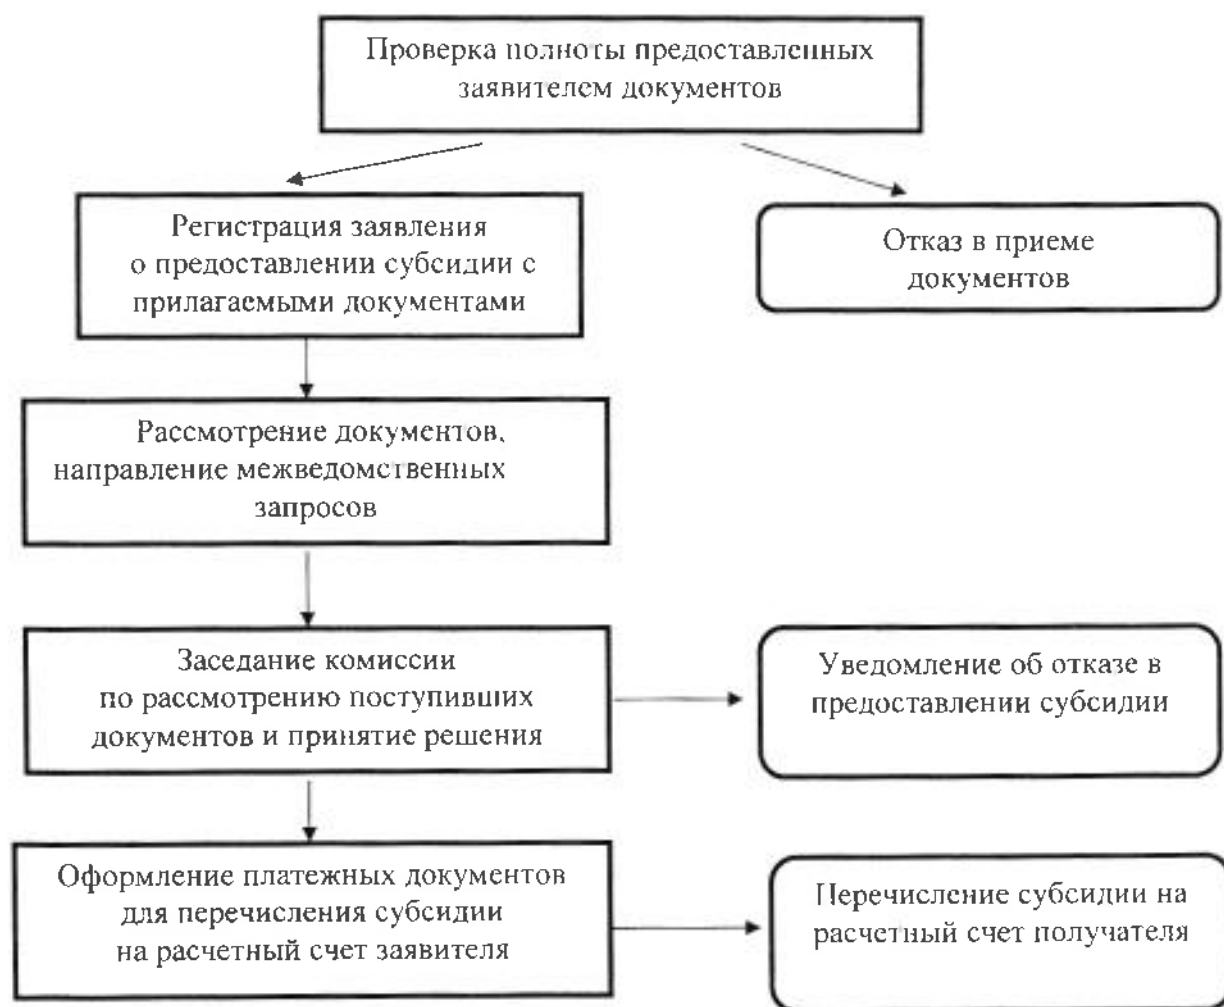 Проверка полноты предоставленных
заявителем документов
Регистрация заявления
о предоставлении субсидии с
прилагаемыми документами
Отказ в приеме
документов
Рассмотрение документов,
направление межведомственных
запросов
Заседание комиссии
по рассмотрению поступивших
документов и принятие решения
Уведомление об отказе в
предоставлении субсидии
Оформление платежных документов
для перечисления субсидии
на расчетный счет заявителя
Перечисление субсидии на
расчетный счет получателя